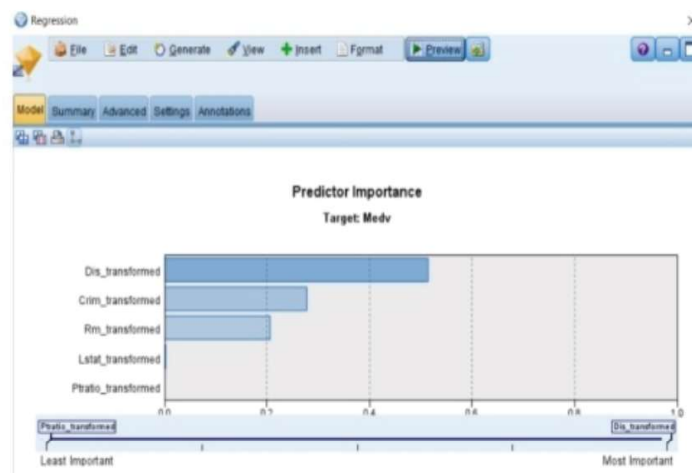 Regression
File Edit Generate View Insert Format Preview
Model Summary Advanced Settings Annotations
Predictor Importance
Target: Medv
Dis_transformed
Crim_transformed
Rm_transformed
Lstat_transformed
Ptratio_transformed
0.0 0.2 0.4 0.6 0.8 1.0
Ptratio_transformed Dis_transformed
Least Important Most Important